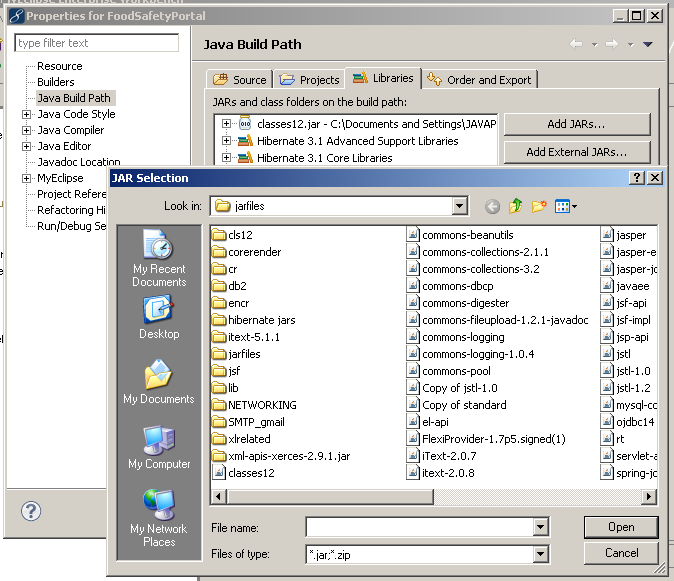 Properties for FoodSafetyPortal
type filter text
Java Build Path
Resource
Builders
Java Build Path
Java Code Style
Java Compiler
Java Editor
Javadoc Location
MyEclipse
Project Refere
Refactoring Hi
Run/Debug Se
Source
Projects
Libraries
Order and Export
JARs and class folders on the build path:
classes12.jar - C:\Documents and Settings\JAVAP
Hibernate 3.1 Advanced Support Libraries
Hibernate 3.1 Core Libraries
Add JARs...
Add External JARs...
JAR Selection
Look in:
jarfiles
My Recent
Documents
Desktop
My Documents
My Computer
My Network
Places
cls12
corerender
cr
db2
encr
hibernate jars
itext-5.1.1
jarfiles
jsf
lib
NETWORKING
SMTP_gmail
xlrelated
xml-apis-xerces-2.9.1.jar
classes12
commons-beanutils
commons-collections-2.1.1
commons-collections-3.2
commons-dbcp
commons-digester
commons-fileupload-1.2.1-javadoc
commons-logging
commons-logging-1.0.4
commons-pool
Copy of jstl-1.0
Copy of standard
el-api
FlexiProvider-1.7p5.signed(1)
iText-2.0.7
itext-2.0.8
jasper
jasper-e
jasper-jd
javaee
jsf-api
jsf-impl
jsp-api
jstl
jstl-1.0
jstl-1.2
mysql-co
ojdbc14
rt
servlet-a
spring-jd
File name:
Open
Files of type:
*.jar;*.zip
Cancel